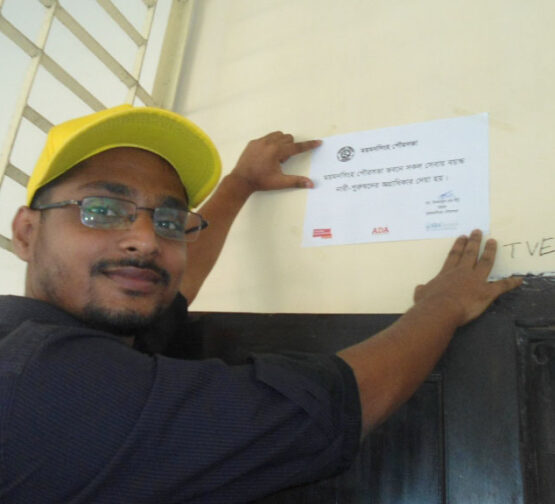 ময়মনসিংহ পৌরসভা
ময়মনসিংহ পৌরসভা ভবনে সকল সেবায় বয়স্ক
নারী-পুরুষদের অগ্রাধিকার দেয়া হয় ।
ADA
TVE